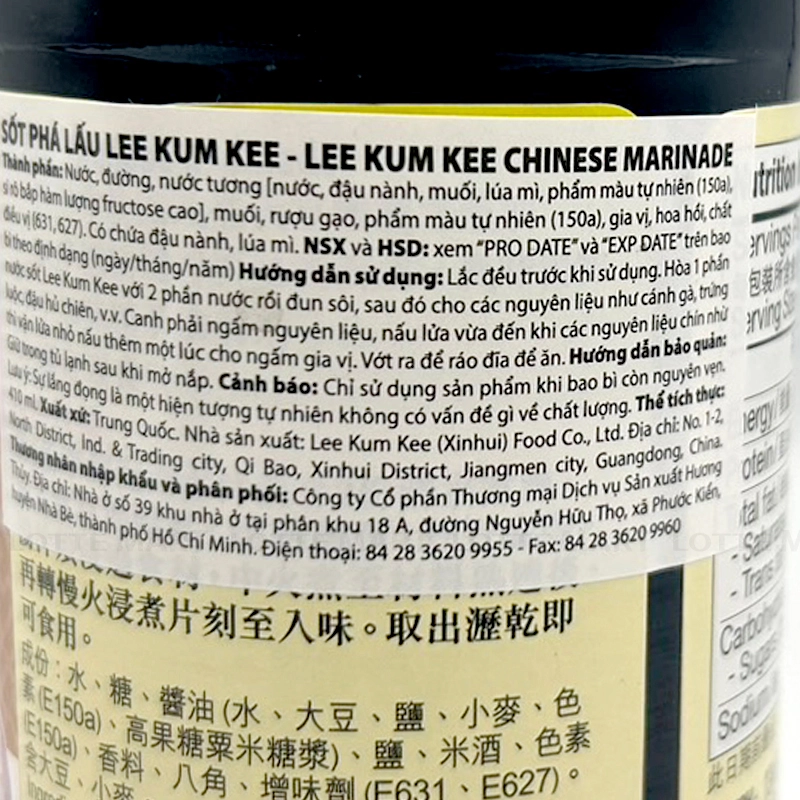 SỐT PHÁ LẤU LEE KUM KEE - LEE KUM KEE CHINESE MARINADE
Thành phần: Nước, đường, nước tương [nước, đậu nành, muối, lúa mì, phẩm màu tự nhiên (150a),
si rô bắp hàm lượng fructose cao], muối, rượu gạo, phẩm màu tự nhiên (150a), gia vị, hoa hồi, chất
điều vị (631, 627). Có chứa đậu nành, lúa mì. NSX và HSD: xem “PRO DATE” và “EXP DATE” trên bao
bì theo định dạng (ngày/tháng/năm) Hướng dẫn sử dụng: Lắc đều trước khi sử dụng. Hòa 1 phần
nước sốt Lee Kum Kee với 2 phần nước rồi đun sôi, sau đó cho các nguyên liệu như cánh gà, trứng
luộc, đậu hủ chiên, v.v. Canh phải ngấm nguyên liệu, nấu lửa vừa đến khi các nguyên liệu chín nhừ
thì vặn lửa nhỏ nấu thêm một lúc cho ngấm gia vị. Vớt ra để ráo đĩa để ăn. Hướng dẫn bảo quản:
Giữ trong tủ lạnh sau khi mở nắp. Cảnh báo: Chỉ sử dụng sản phẩm khi bao bì còn nguyên vẹn.
Lưu ý: Sự lắng đọng là một hiện tượng tự nhiên không có vấn đề gì về chất lượng. Thể tích thực:
410 ml. Xuất xứ: Trung Quốc. Nhà sản xuất: Lee Kum Kee (Xinhui) Food Co., Ltd. Địa chỉ: No. 1-2,
North District, Ind. & Trading city, Qi Bao, Xinhui District, Jiangmen city, Guangdong, China.
Thương nhân nhập khẩu và phân phối: Công ty Cổ phần Thương mại Dịch vụ Sản xuất Hương
Thủy. Địa chỉ: Nhà ở số 39 khu nhà ở tại phân khu 18 A, đường Nguyễn Hữu Thọ, xã Phước Kiển,
huyện Nhà Bè, thành phố Hồ Chí Minh. Điện thoại: 84 28 3620 9955 - Fax: 84 28 3620 9960
再轉慢火浸煮片刻至入味。取出瀝乾即
可食用。
成份：水、糖、醬油 (水、大豆、鹽、小麥、色
素 (E150a)、高果糖粟米糖漿)、鹽、米酒、色素
(E150a)、香料、八角、增味劑 (E631、E627)。
含大豆、小麥